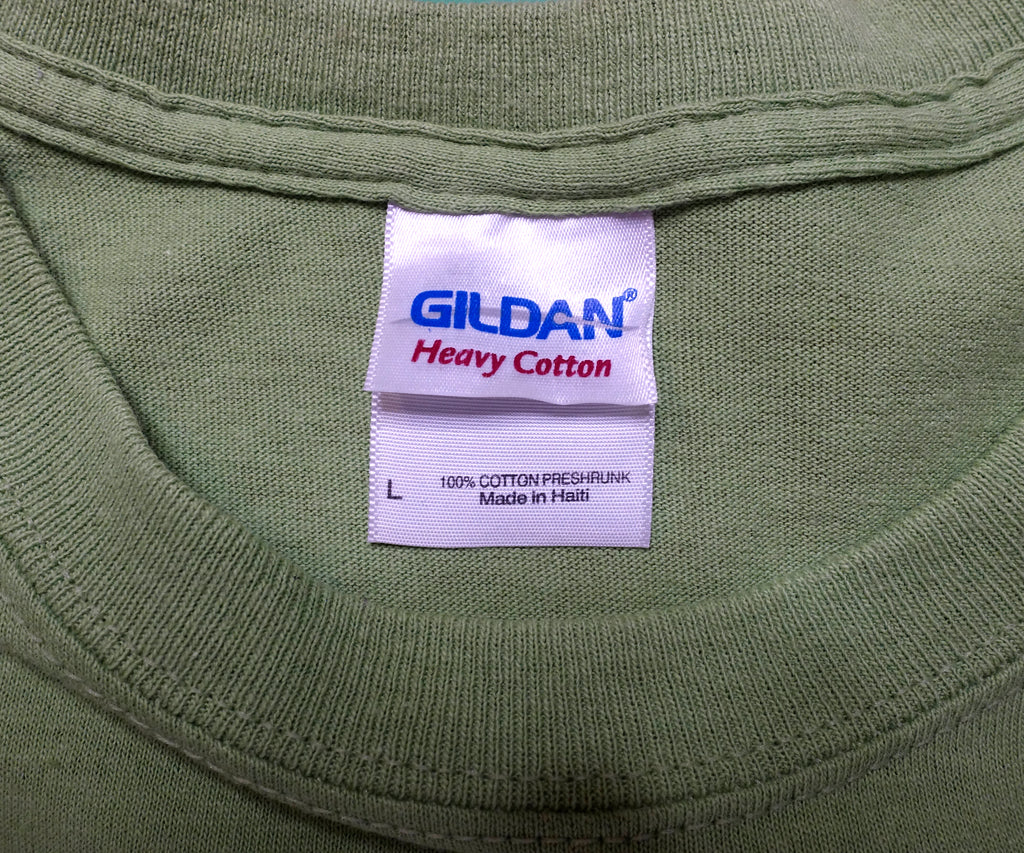 GILDAN®
Heavy Cotton
L
100% COTTON PRESHRUNK
Made in Haiti